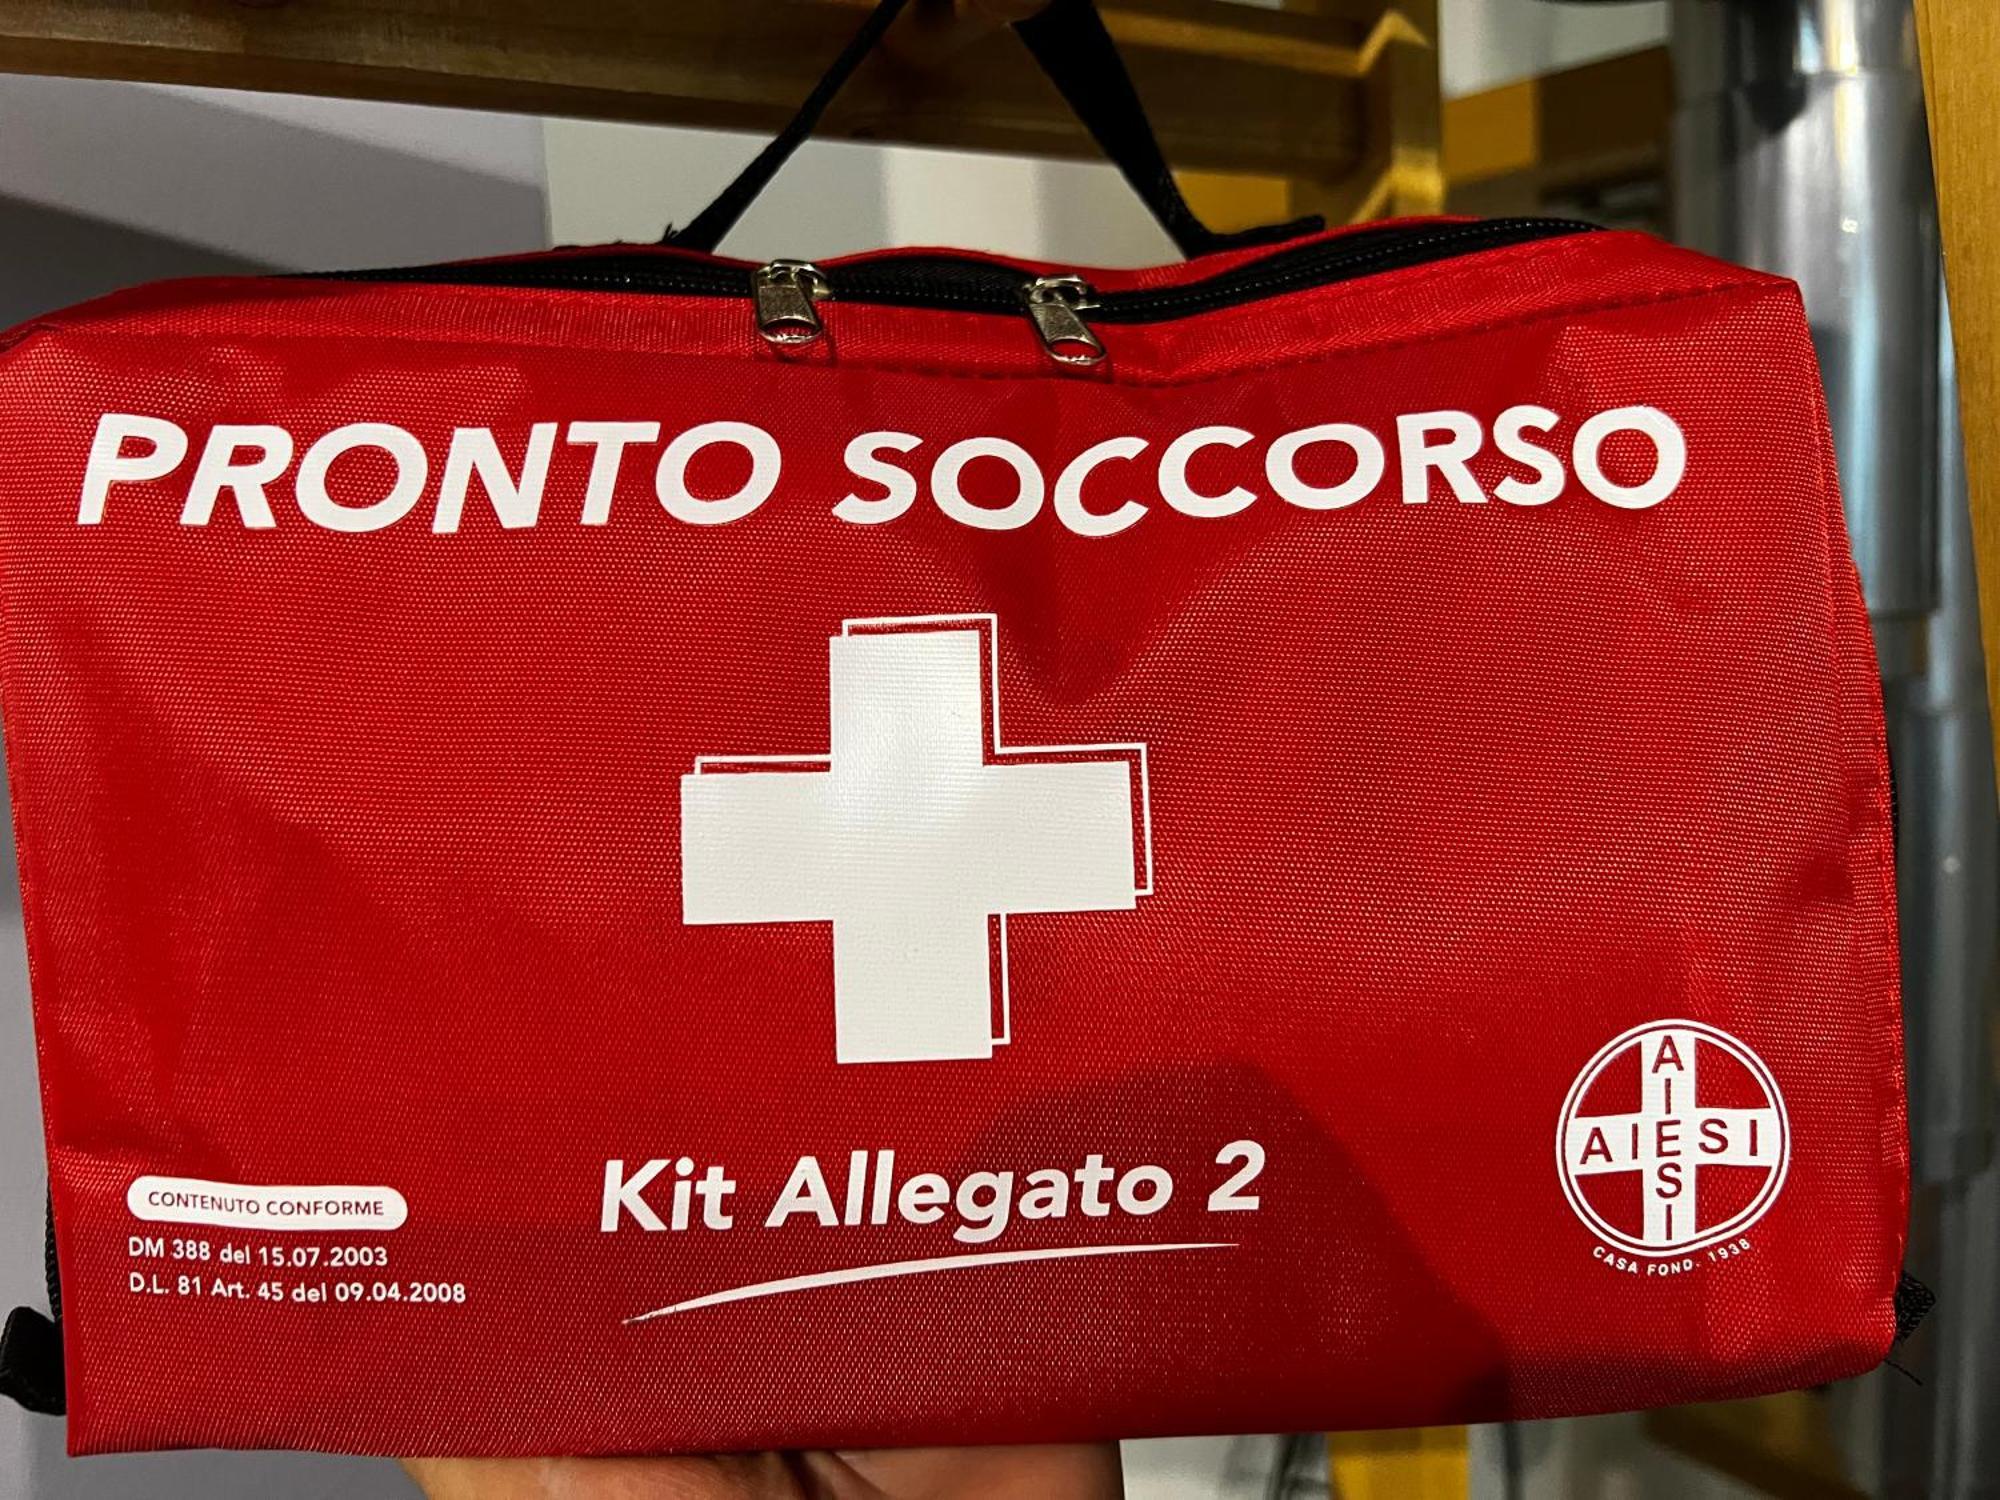 PRONTO SOCCORSO
Kit Allegato 2
CONTENUTO CONFORME
DM 388 del 15.07.2003
D.L. 81 Art. 45 del 09.04.2008
AIESI
AIESI
CASA FOND. 1938